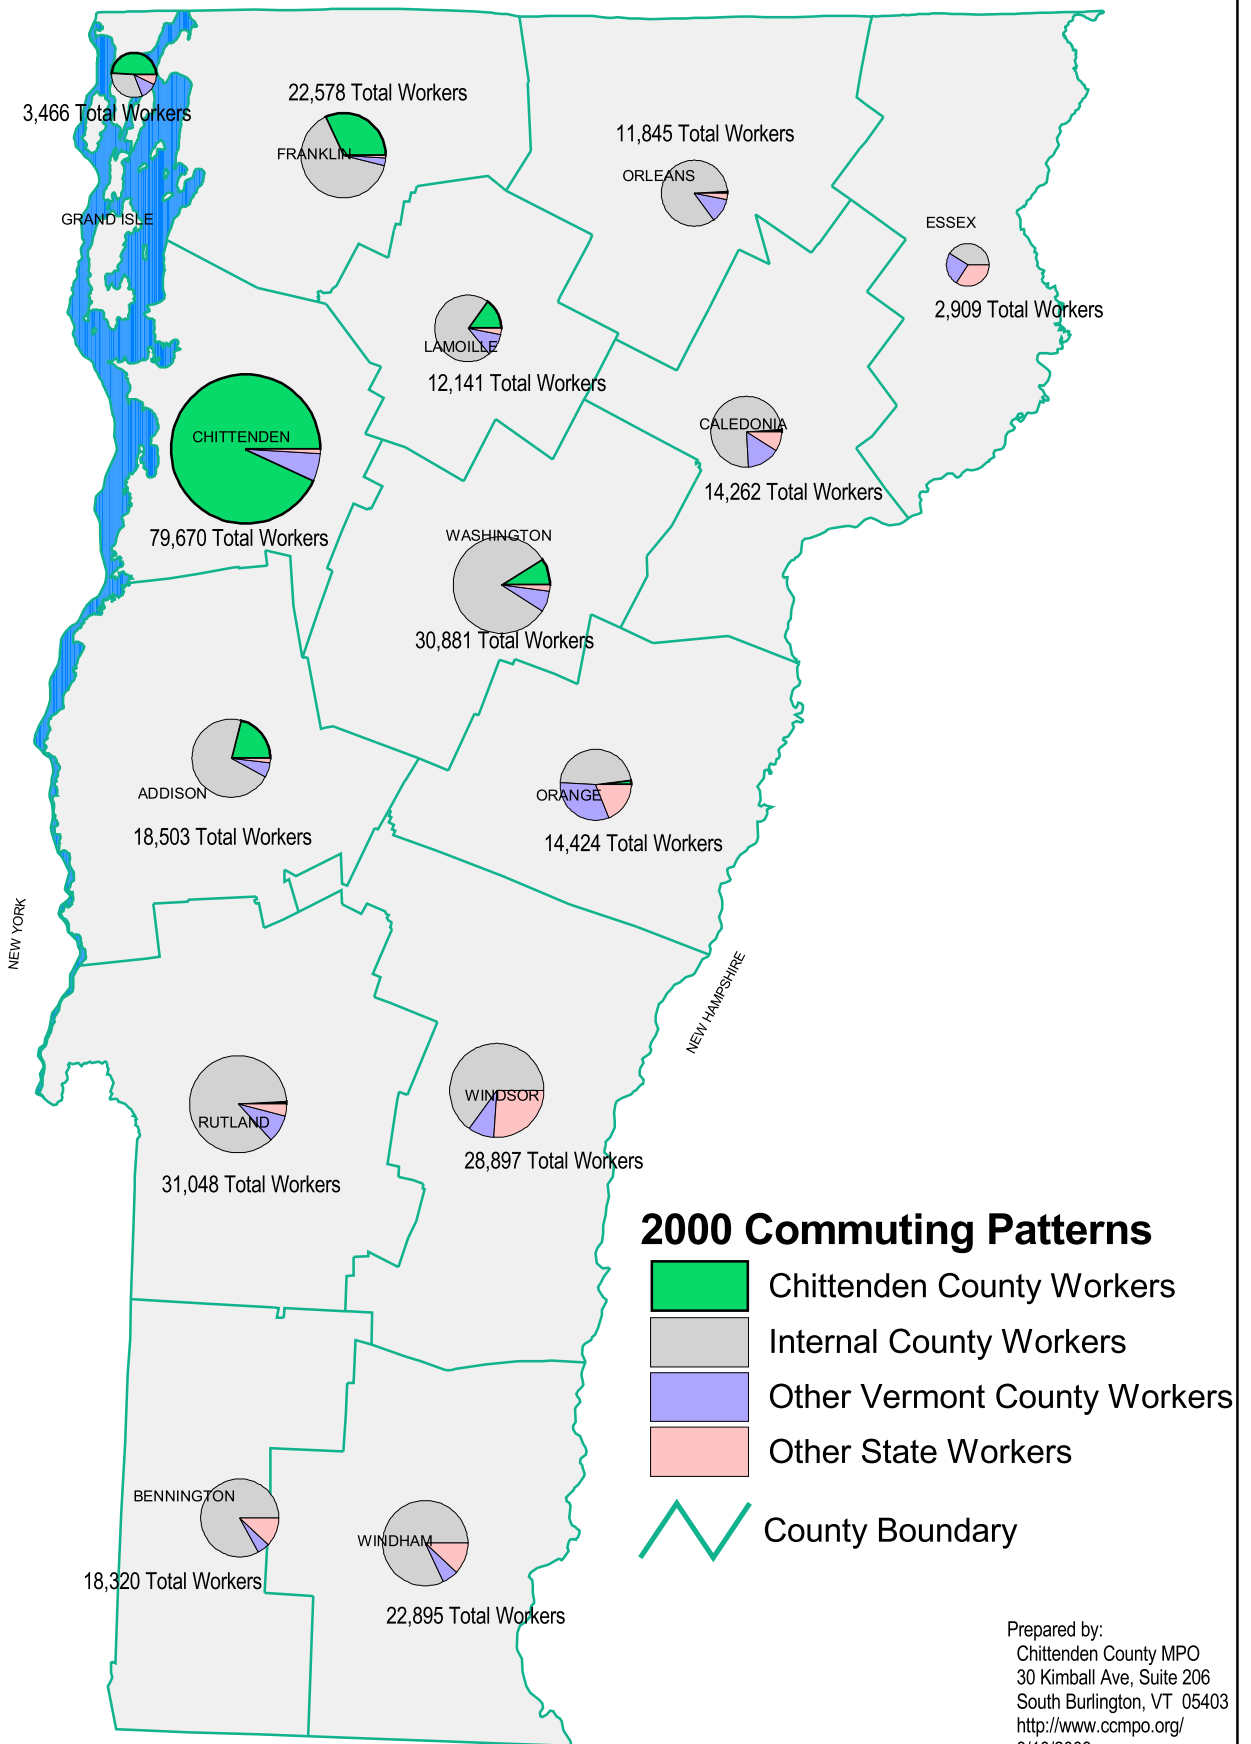 3,466 Total Workers
GRAND ISLE
22,578 Total Workers
FRANKLIN
11,845 Total Workers
ORLEANS
ESSEX
2,909 Total Workers
LAMOILLE
12,141 Total Workers
CALEDONIA
14,262 Total Workers
CHITTENDEN
79,670 Total Workers
WASHINGTON
30,881 Total Workers
ADDISON
18,503 Total Workers
ORANGE
14,424 Total Workers
NEW YORK
NEW HAMPSHIRE
RUTLAND
31,048 Total Workers
WINDSOR
28,897 Total Workers
2000 Commuting Patterns
Chittenden County Workers
Internal County Workers
Other Vermont County Workers
Other State Workers
County Boundary
BENNINGTON
18,320 Total Workers
WINDHAM
22,895 Total Workers
Prepared by:
Chittenden County MPO
30 Kimball Ave, Suite 206
South Burlington, VT 05403
http://www.ccmpo.org/